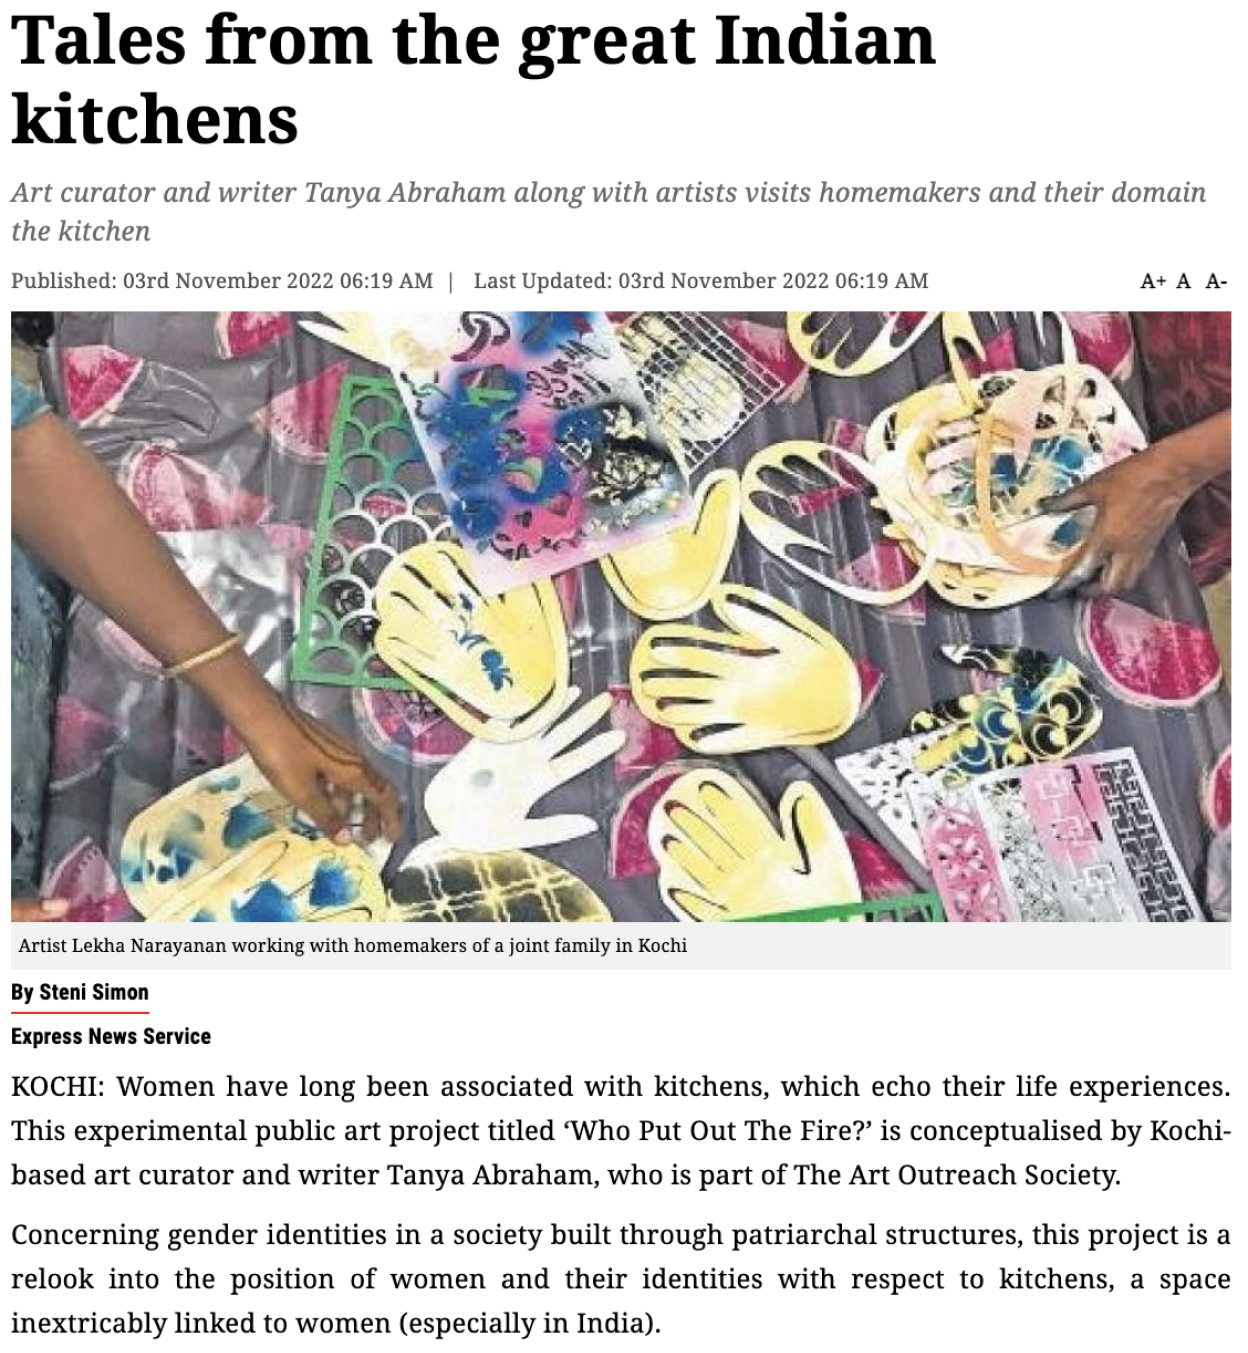 Tales from the great Indian
kitchens
Art curator and writer Tanya Abraham along with artists visits homemakers and their domain
the kitchen
Published: 03rd November 2022 06:19 AM | Last Updated: 03rd November 2022 06:19 AM A+ A A-
Artist Lekha Narayanan working with homemakers of a joint family in Kochi
By Steni Simon
Express News Service
KOCHI: Women have long been associated with kitchens, which echo their life experiences.
This experimental public art project titled ‘Who Put Out The Fire?’ is conceptualised by Kochi-
based art curator and writer Tanya Abraham, who is part of The Art Outreach Society.
Concerning gender identities in a society built through patriarchal structures, this project is a
relook into the position of women and their identities with respect to kitchens, a space
inextricably linked to women (especially in India).